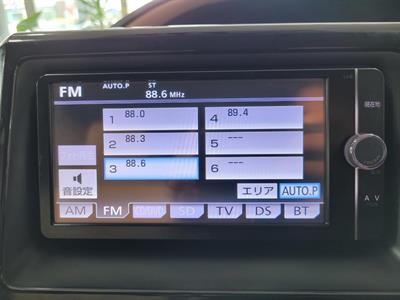 FM
AUTO.P
ST
88.6 MHz
1 88.0
4 89.4
2 88.3
5 ---
3 88.6
6 ---
音設定
エリア
AUTO.P
AM
FM
SD
TV
DS
BT
現在地
AV